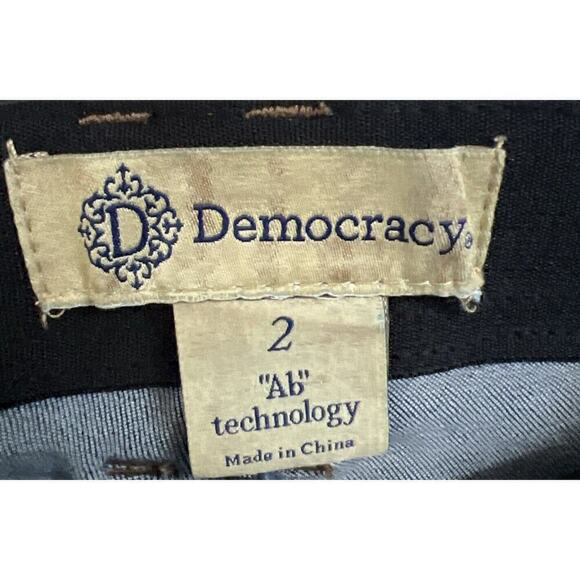 D Democracy®
2
"Ab"
technology
Made in China